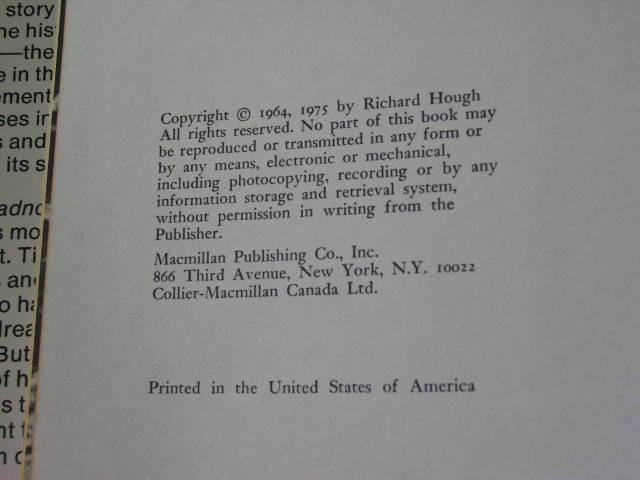 story
—the
e in th
and
its s
Copyright © 1964, 1975 by Richard Hough
All rights reserved. No part of this book may
be reproduced or transmitted in any form or
by any means, electronic or mechanical,
including photocopying, recording or by any
information storage and retrieval system,
without permission in writing from the
Publisher.
Macmillan Publishing Co., Inc.
866 Third Avenue, New York, N.Y. 10022
Collier-Macmillan Canada Ltd.
Printed in the United States of America